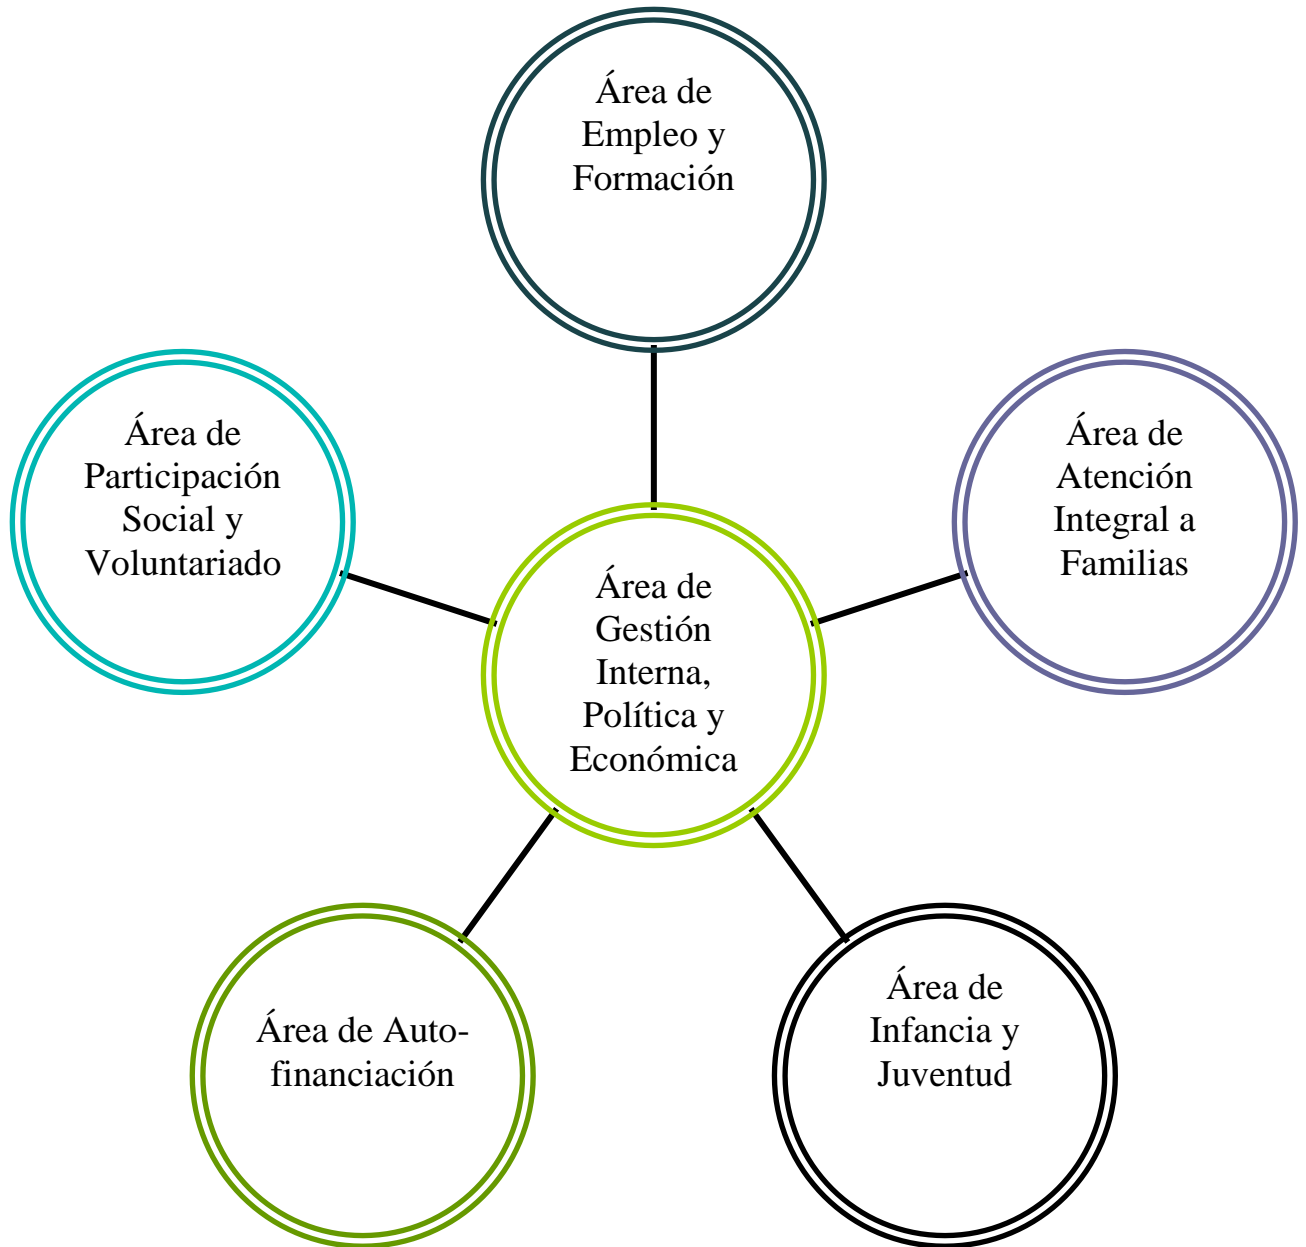 Área de
Empleo y
Formación
Área de
Participación
Social y
Voluntariado
Área de
Atención
Integral a
Familias
Área de
Gestión
Interna,
Política y
Económica
Área de Auto-
financiación
Área de
Infancia y
Juventud